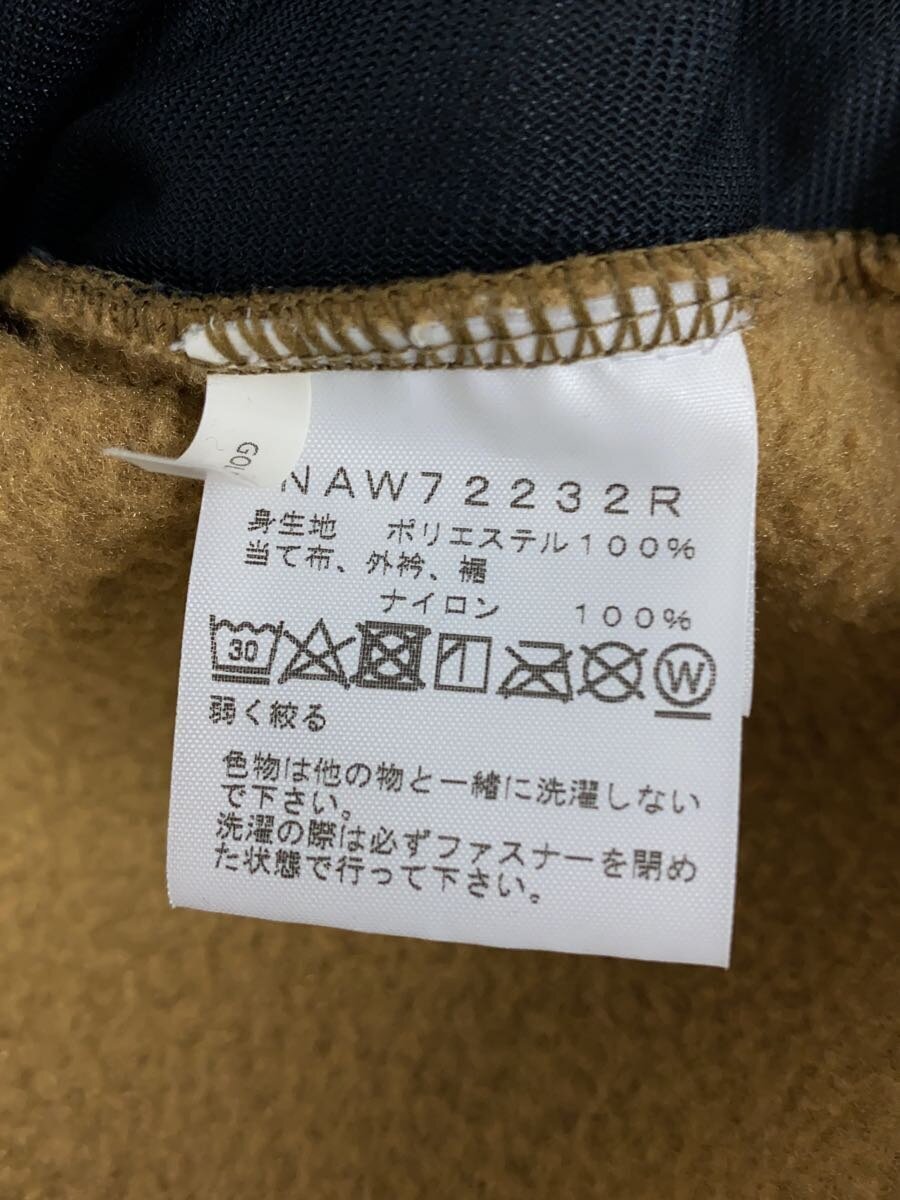 NAW72232R
身生地 ポリエステル100%
当て布、外衿、裾
ナイロン 100%
30
W
弱く絞る
色物は他の物と一緒に洗濯しない
で下さい。
洗濯の際は必ずファスナーを閉め
た状態で行って下さい。